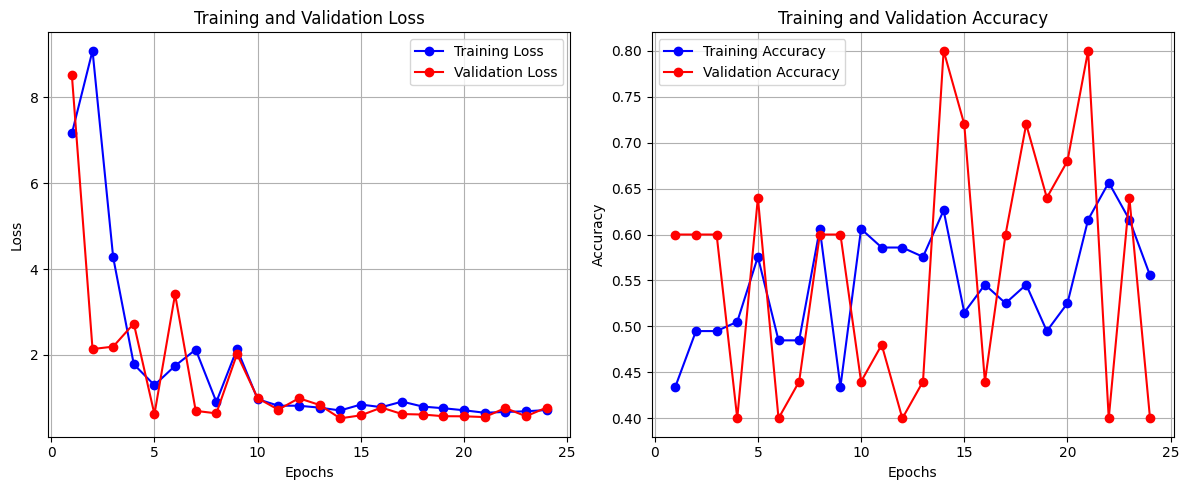 Training and Validation Loss
Training Loss
Validation Loss
8
6
4
2
Loss
0
5
10
15
20
25
Epochs
Training and Validation Accuracy
Training Accuracy
Validation Accuracy
0.80
0.75
0.70
0.65
0.60
0.55
0.50
0.45
0.40
Accuracy
0
5
10
15
20
25
Epochs